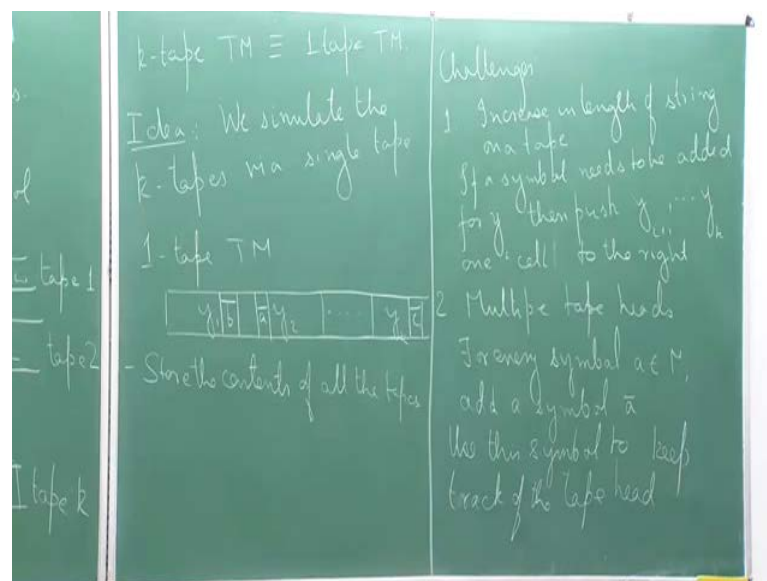 s.
ol
tape 1
tape 2
tape k
k-tape TM ≡ 1 tape TM.
Idea: We simulate the
k-tapes via a single tape
1-tape TM
y₁ b̄ ā y₂ .... yₖ c̄
- Store the contents of all the tapes
Challenges
1 Increase in length of string
on a tape
If a symbol needs to be added
for y then push yᵢ₊₁ ... yₖ
one cell to the right
2 Multiple tape heads
For every symbol a ∈ Γ,
add a symbol ā
Use this symbol to keep
track of the tape head